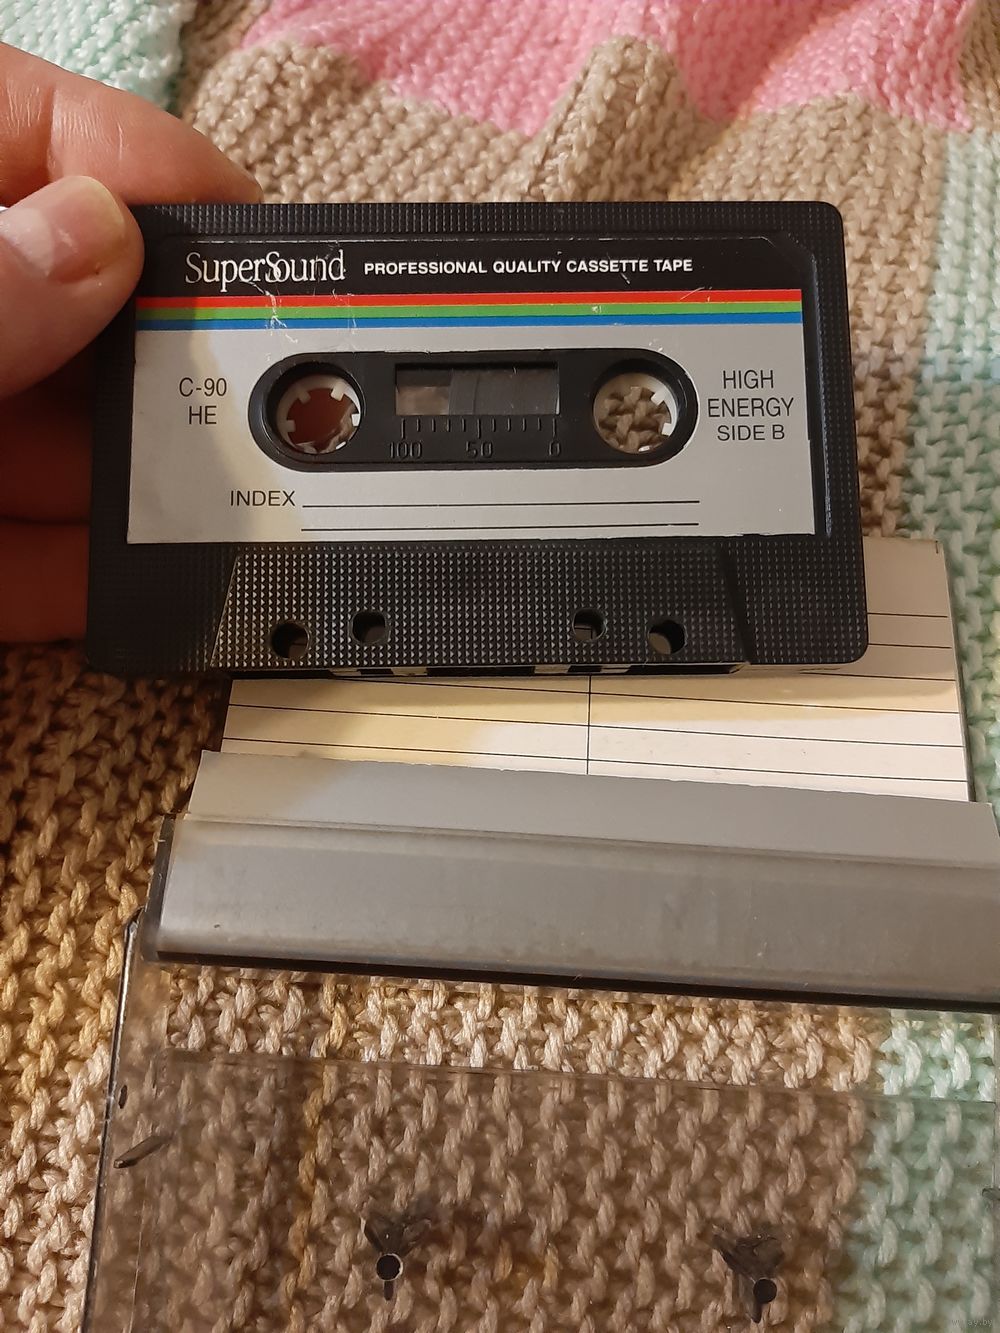 SuperSound PROFESSIONAL QUALITY CASSETTE TAPE
C-90
HE
HIGH
ENERGY
SIDE B
100 50 0
INDEX